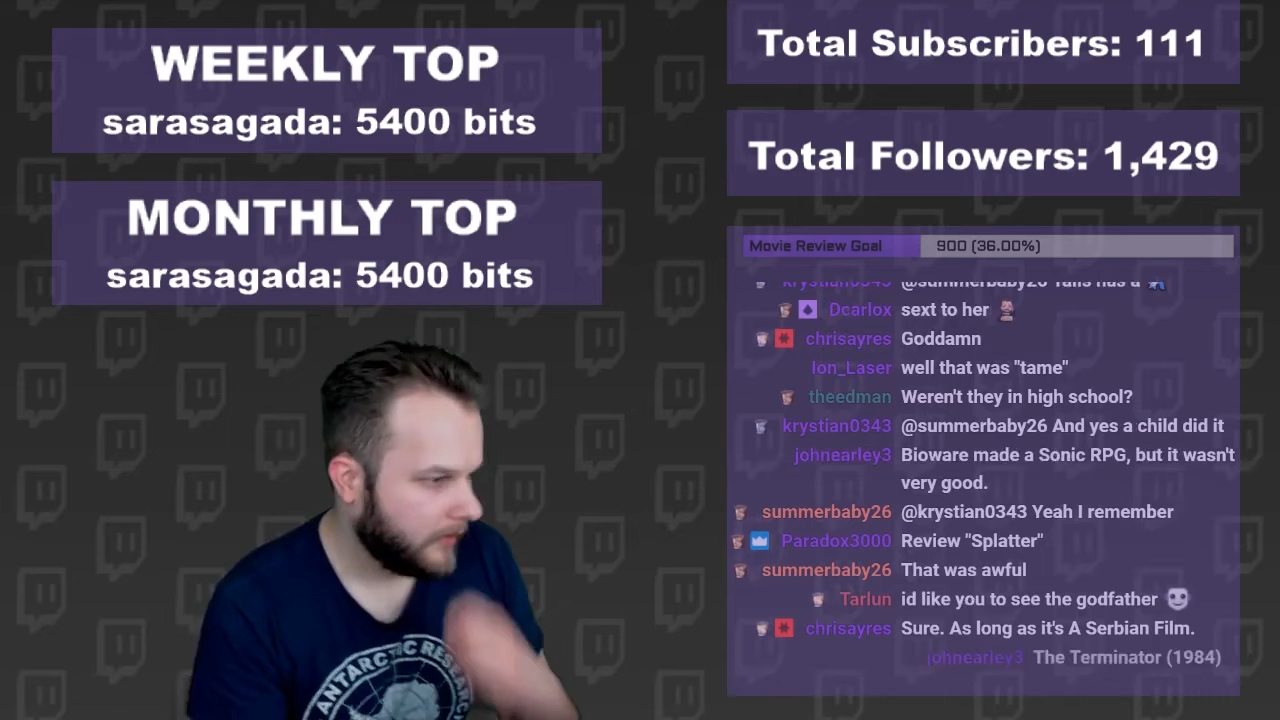 WEEKLY TOP
sarasagada: 5400 bits
MONTHLY TOP
sarasagada: 5400 bits
ANTARCTIC RESEARCH
Total Subscribers: 111
Total Followers: 1,429
Movie Review Goal 900 (36.00%)
krystian0343 @summerbaby26 Tails has a
Dcarlox sext to her
chrisayres Goddamn
Ion_Laser well that was "tame"
theedman Weren't they in high school?
krystian0343 @summerbaby26 And yes a child did it
johnearley3 Bioware made a Sonic RPG, but it wasn't
very good.
summerbaby26 @krystian0343 Yeah I remember
Paradox3000 Review "Splatter"
summerbaby26 That was awful
Tarlun id like you to see the godfather
chrisayres Sure. As long as it's A Serbian Film.
johnearley3 The Terminator (1984)